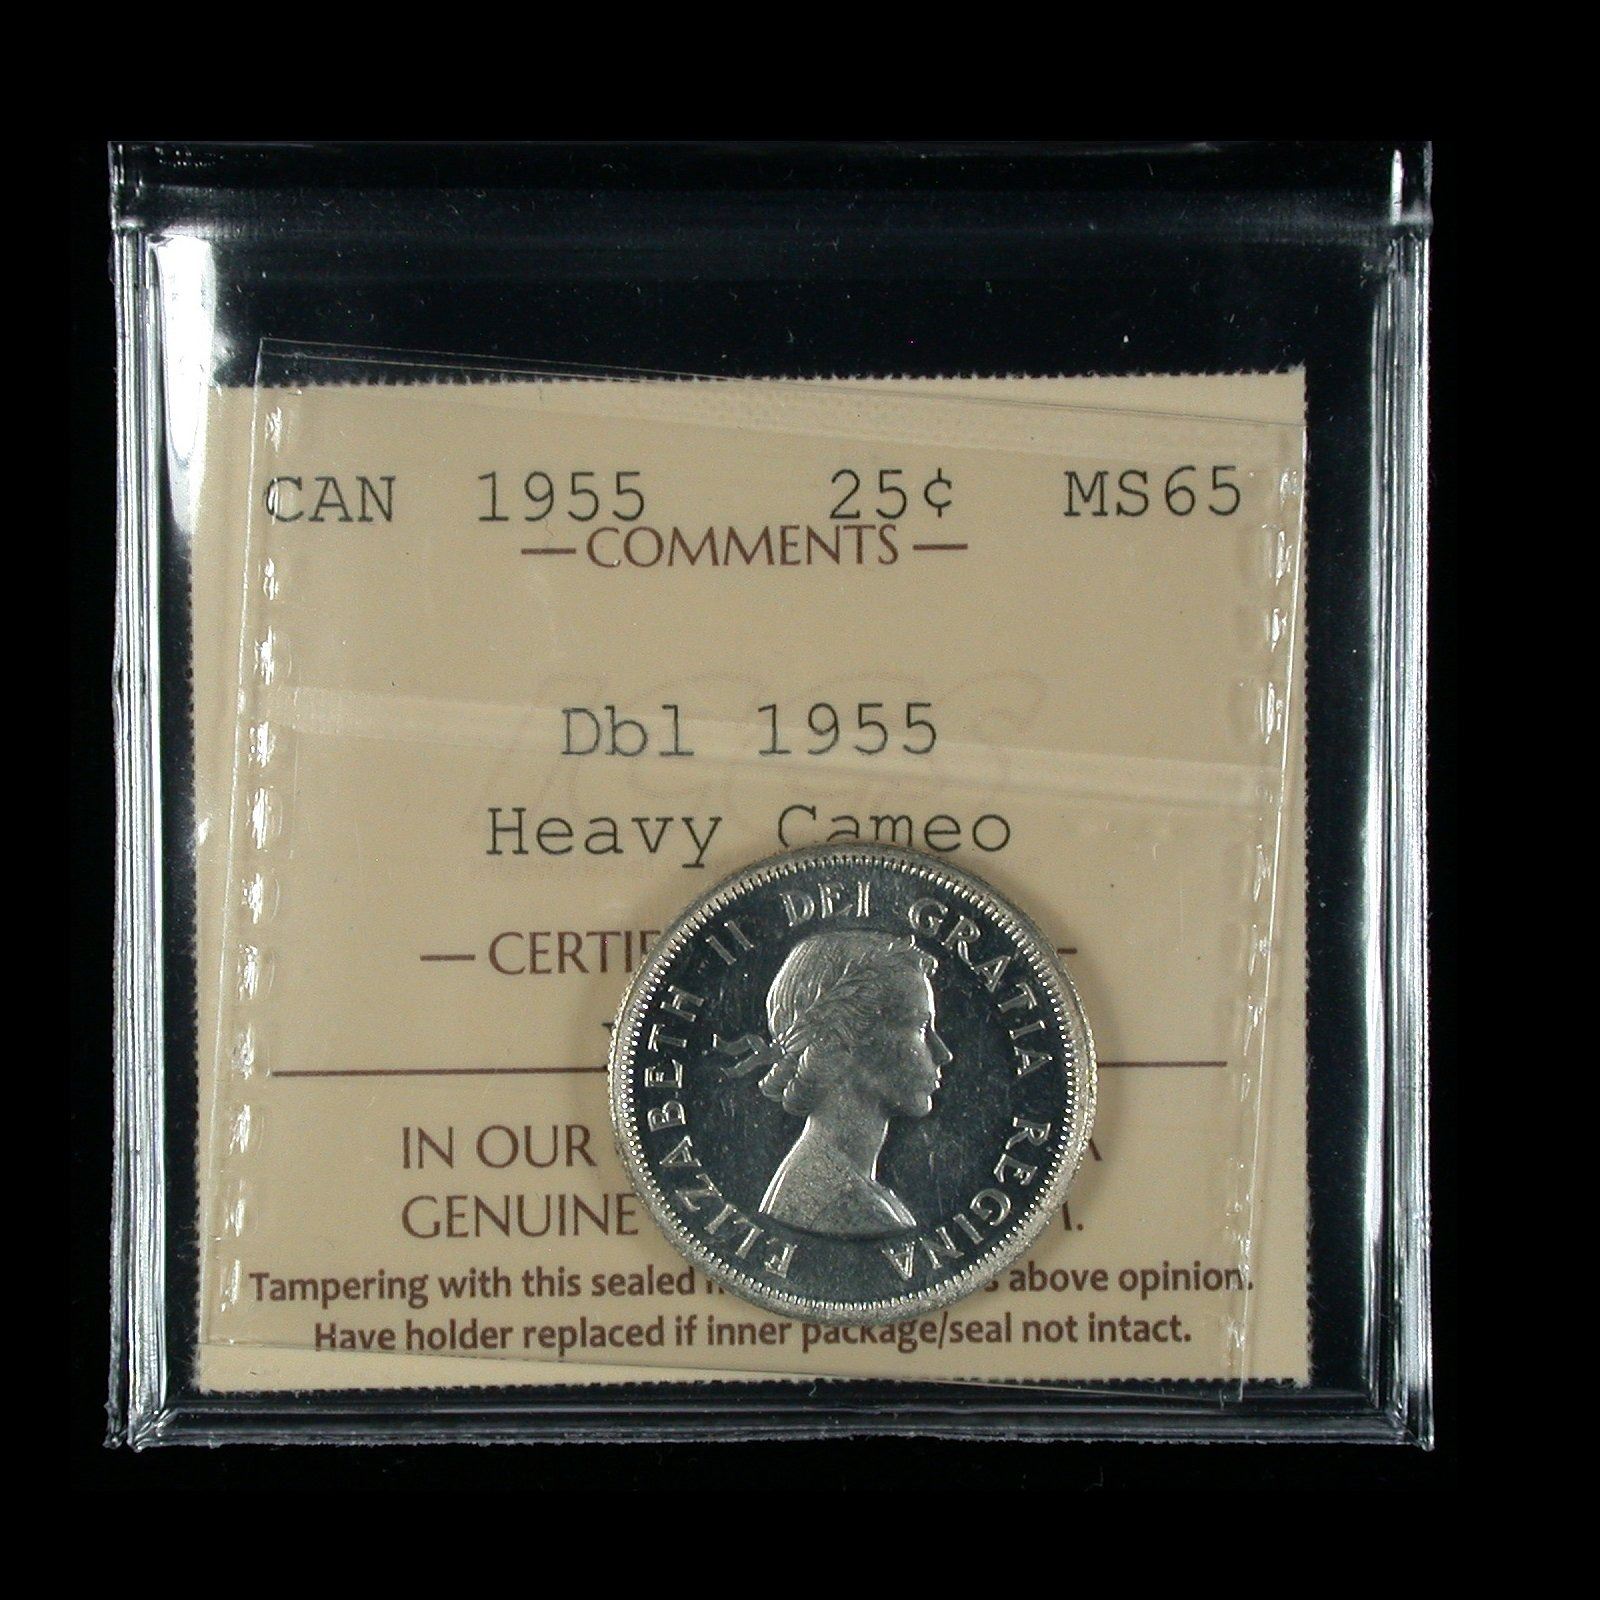 CAN 1955 25¢ MS65
—COMMENTS—
Dbl 1955
Heavy Cameo
—CERTIF
IN OUR
GENUINE
Tampering with this sealed above opinion.
Have holder replaced if inner package/seal not intact.
ELIZABETH II DEI GRATIA REGINA